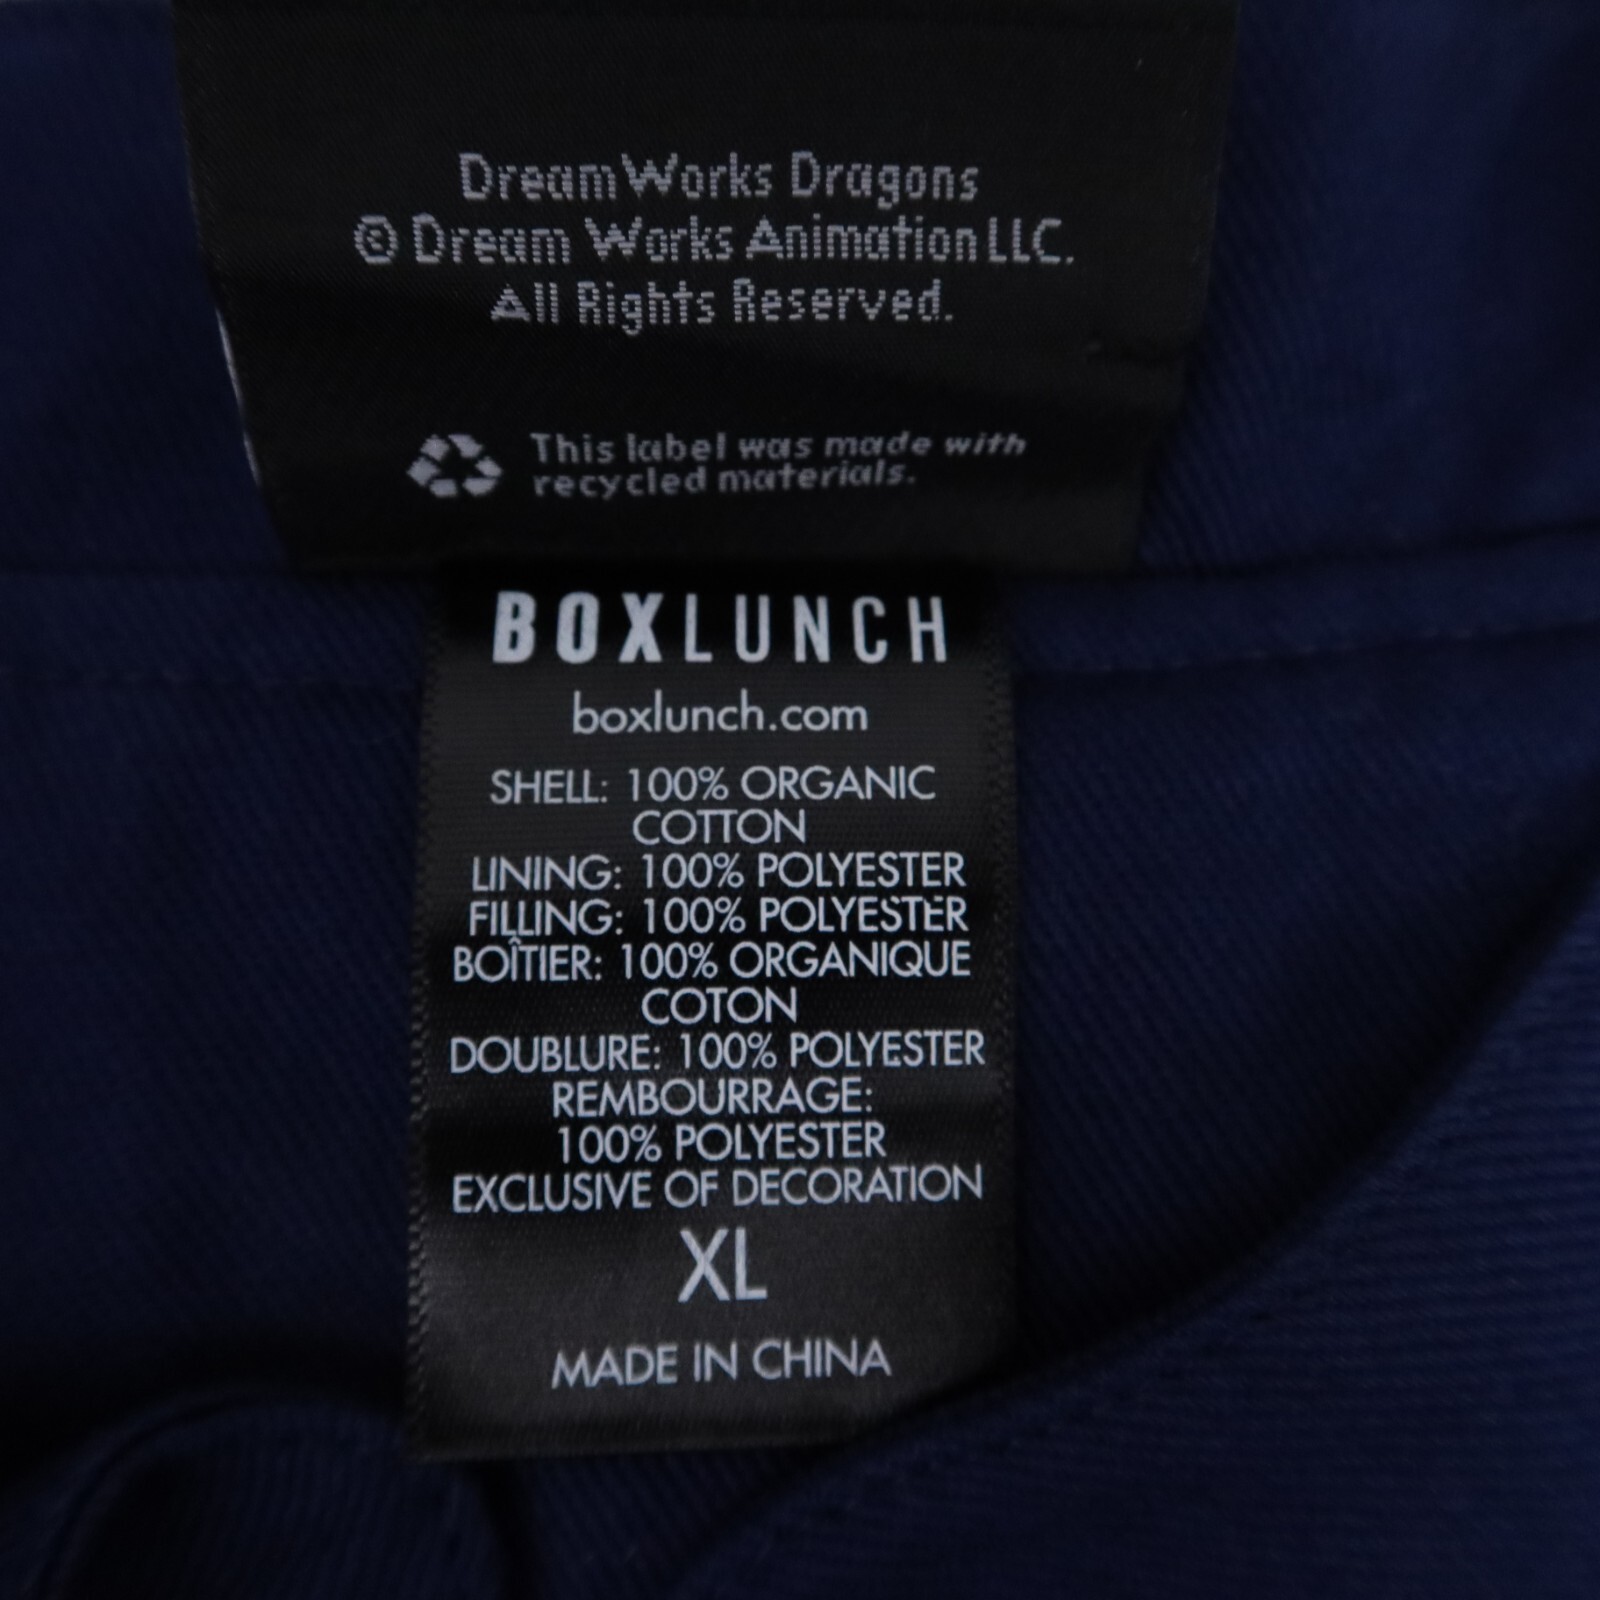 DreamWorks Dragons
© Dream Works Animation LLC.
All Rights Reserved.
This label was made with
recycled materials.
BOXLUNCH
boxlunch.com
SHELL: 100% ORGANIC
COTTON
LINING: 100% POLYESTER
FILLING: 100% POLYESTER
BOÎTIER: 100% ORGANIQUE
COTON
DOUBLURE: 100% POLYESTER
REMBOURRAGE:
100% POLYESTER
EXCLUSIVE OF DECORATION
XL
MADE IN CHINA